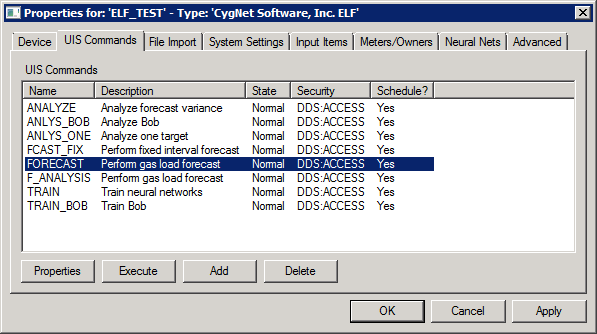 Properties for: 'ELF_TEST' - Type: 'CygNet Software, Inc. ELF'
Device UIS Commands File Import System Settings Input Items Meters/Owners Neural Nets Advanced
UIS Commands
Name Description State Security Schedule?
ANALYZE Analyze forecast variance Normal DDS:ACCESS Yes
ANLYS_BOB Analyze Bob Normal DDS:ACCESS Yes
ANLYS_ONE Analyze one target Normal DDS:ACCESS Yes
FCAST_FIX Perform fixed interval forecast Normal DDS:ACCESS Yes
FORECAST Perform gas load forecast Normal DDS:ACCESS Yes
F_ANALYSIS Perform gas load forecast Normal DDS:ACCESS Yes
TRAIN Train neural networks Normal DDS:ACCESS Yes
TRAIN_BOB Train Bob Normal DDS:ACCESS Yes
Properties Execute Add Delete
OK Cancel Apply